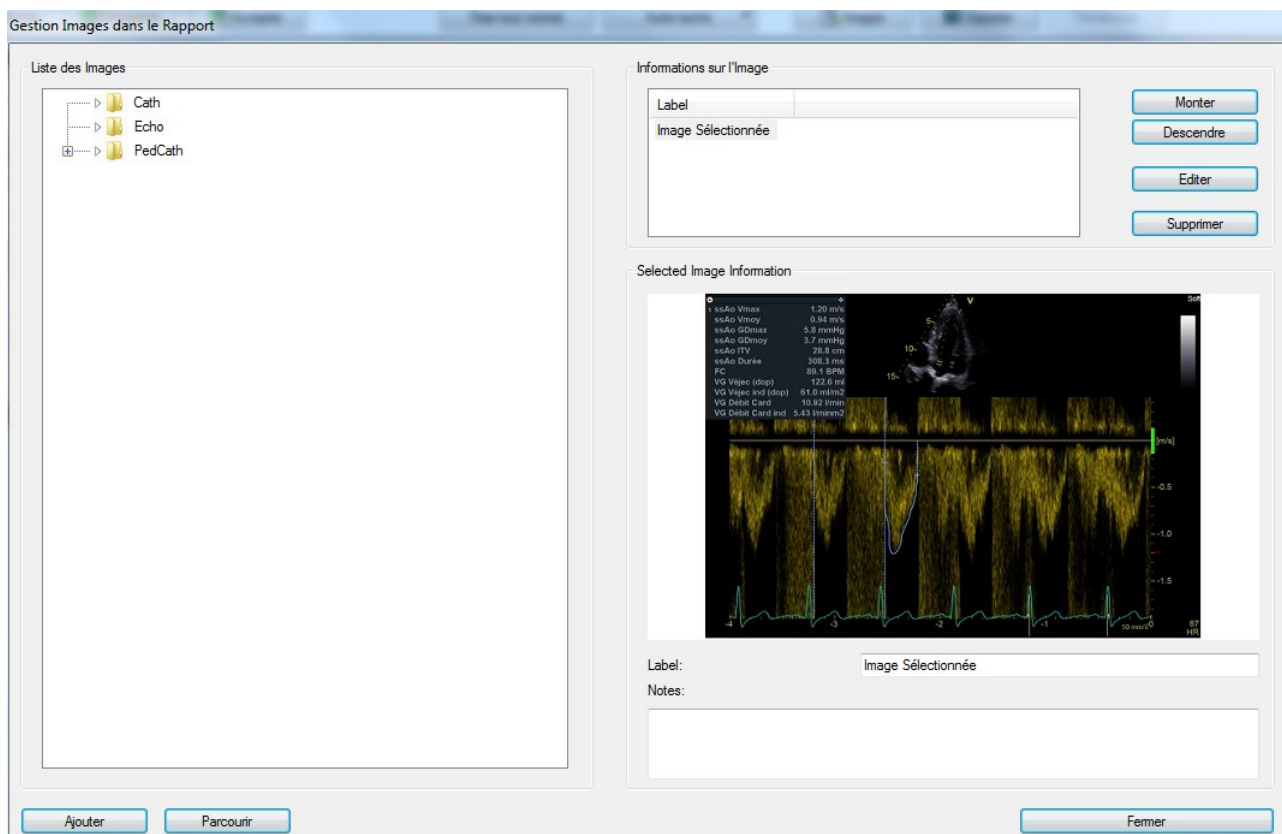 Gestion Images dans le Rapport
Liste des Images
Cath
Echo
PedCath
Informations sur l'Image
Label
Image Sélectionnée
Monter
Descendre
Editer
Supprimer
Selected Image Information
V
1 ssAo Vmax 1.20 m/s
ssAo Vmoy 0.94 m/s
ssAo GDmax 5.8 mmHg
ssAo GDmoy 3.7 mmHg
ssAo ITV 28.8 cm
ssAo Durée 308.3 ms
FC 89.1 BPM
VG Véjec (dop) 122.6 ml
VG Véjec ind (dop) 61.0 ml/m2
VG Débit Card 10.92 l/min
VG Débit Card ind 5.43 l/minm2
5
10
15
[m/s]
-0.5
-1.0
-1.5
-4 -3 -2 -1 0
87
HR
Label: Image Sélectionnée
Notes:
Ajouter Parcourir Fermer